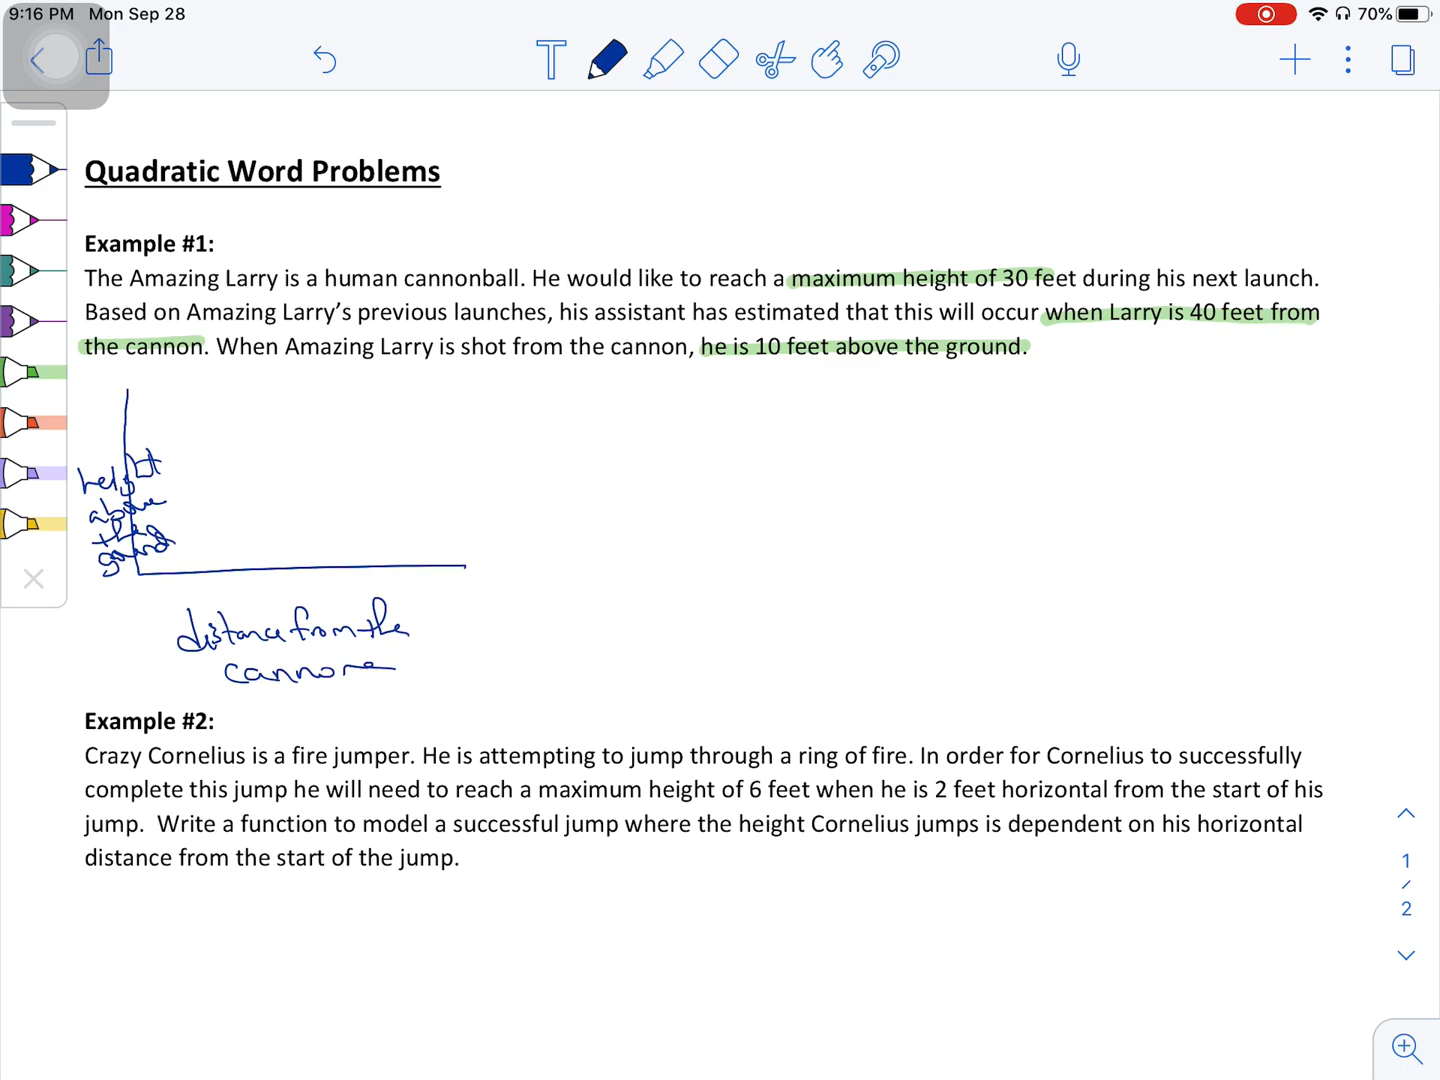 9:16 PM Mon Sep 28
70%
Quadratic Word Problems
Example #1:
The Amazing Larry is a human cannonball. He would like to reach a maximum height of 30 feet during his next launch.
Based on Amazing Larry’s previous launches, his assistant has estimated that this will occur when Larry is 40 feet from
the cannon. When Amazing Larry is shot from the cannon, he is 10 feet above the ground.
height
above
the
ground
distance from the
cannon
Example #2:
Crazy Cornelius is a fire jumper. He is attempting to jump through a ring of fire. In order for Cornelius to successfully
complete this jump he will need to reach a maximum height of 6 feet when he is 2 feet horizontal from the start of his
jump.  Write a function to model a successful jump where the height Cornelius jumps is dependent on his horizontal
distance from the start of the jump.
1
/
2